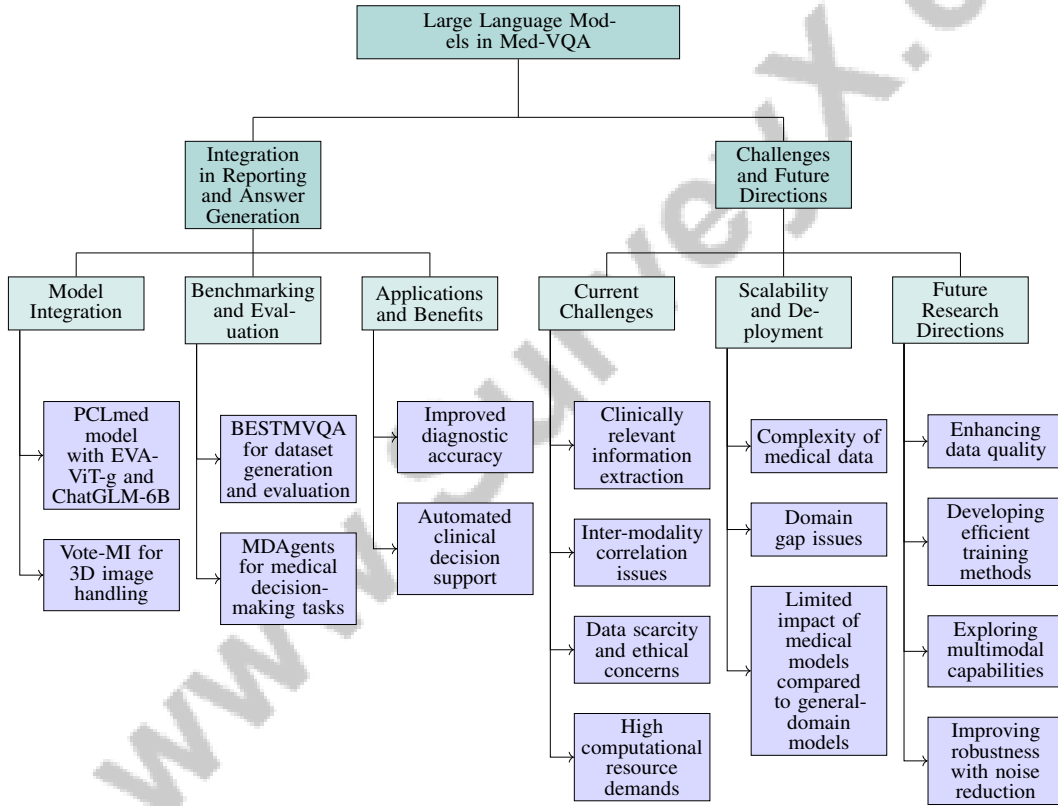 Large Language Mod-
els in Med-VQA
Integration
in Reporting
and Answer
Generation
Challenges
and Future
Directions
Model
Integration
Benchmarking
and Eval-
uation
Applications
and Benefits
Current
Challenges
Scalability
and De-
ployment
Future
Research
Directions
PCLmed
model
with EVA-
ViT-g and
ChatGLM-6B
Vote-MI for
3D image
handling
BESTMVQA
for dataset
generation
and evaluation
MDAgents
for medical
decision-
making tasks
Improved
diagnostic
accuracy
Automated
clinical
decision
support
Clinically
relevant
information
extraction
Inter-modality
correlation
issues
Data scarcity
and ethical
concerns
High
computational
resource
demands
Complexity of
medical data
Domain
gap issues
Limited
impact of
medical
models
compared
to general-
domain
models
Enhancing
data quality
Developing
efficient
training
methods
Exploring
multimodal
capabilities
Improving
robustness
with noise
reduction